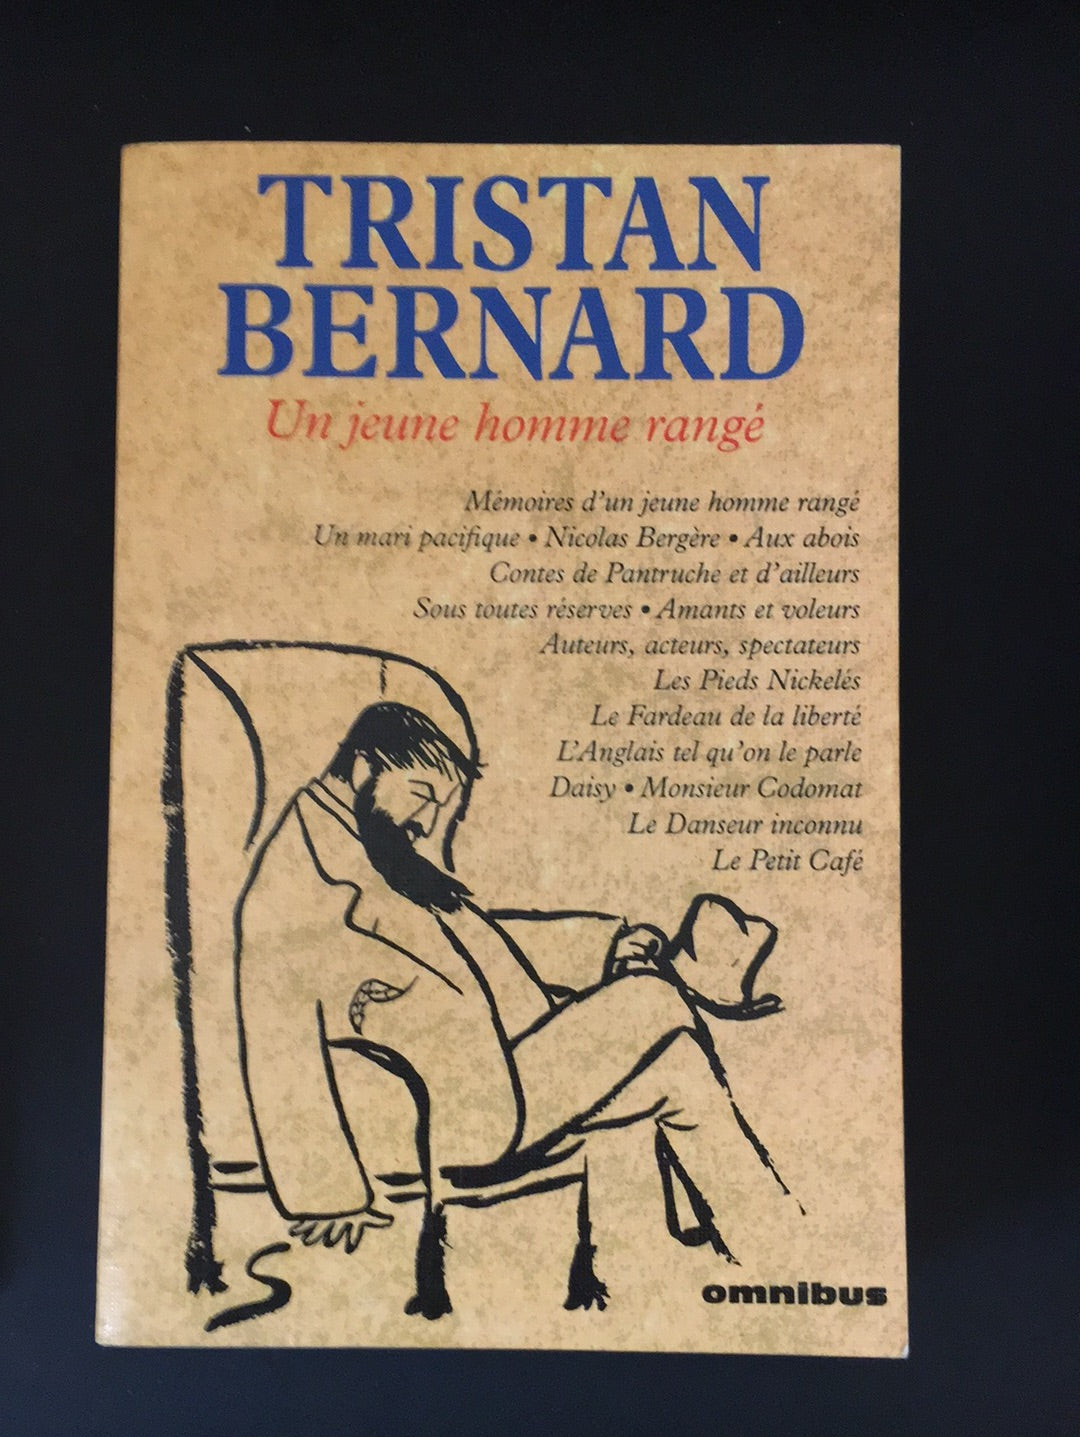 TRISTAN
BERNARD
Un jeune homme rangé
Mémoires d'un jeune homme rangé
Un mari pacifique • Nicolas Bergère • Aux abois
Contes de Pantruche et d'ailleurs
Sous toutes réserves • Amants et voleurs
Auteurs, acteurs, spectateurs
Les Pieds Nickelés
Le Fardeau de la liberté
L'Anglais tel qu'on le parle
Daisy • Monsieur Codomat
Le Danseur inconnu
Le Petit Café
S
omnibus